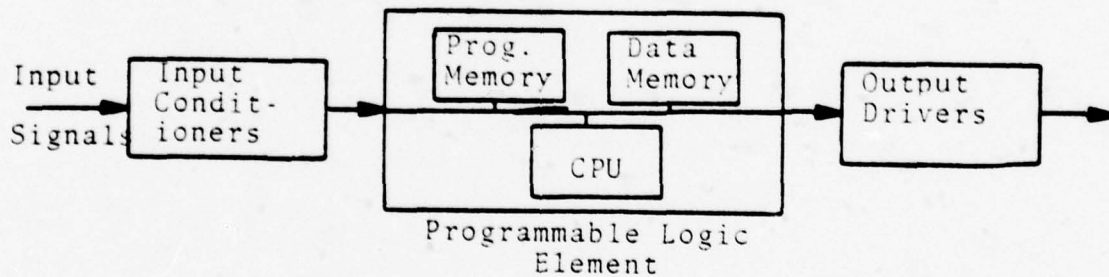 Input
Signals
Input
Condit-
ioners
Prog.
Memory
Data
Memory
CPU
Programmable Logic
Element
Output
Drivers